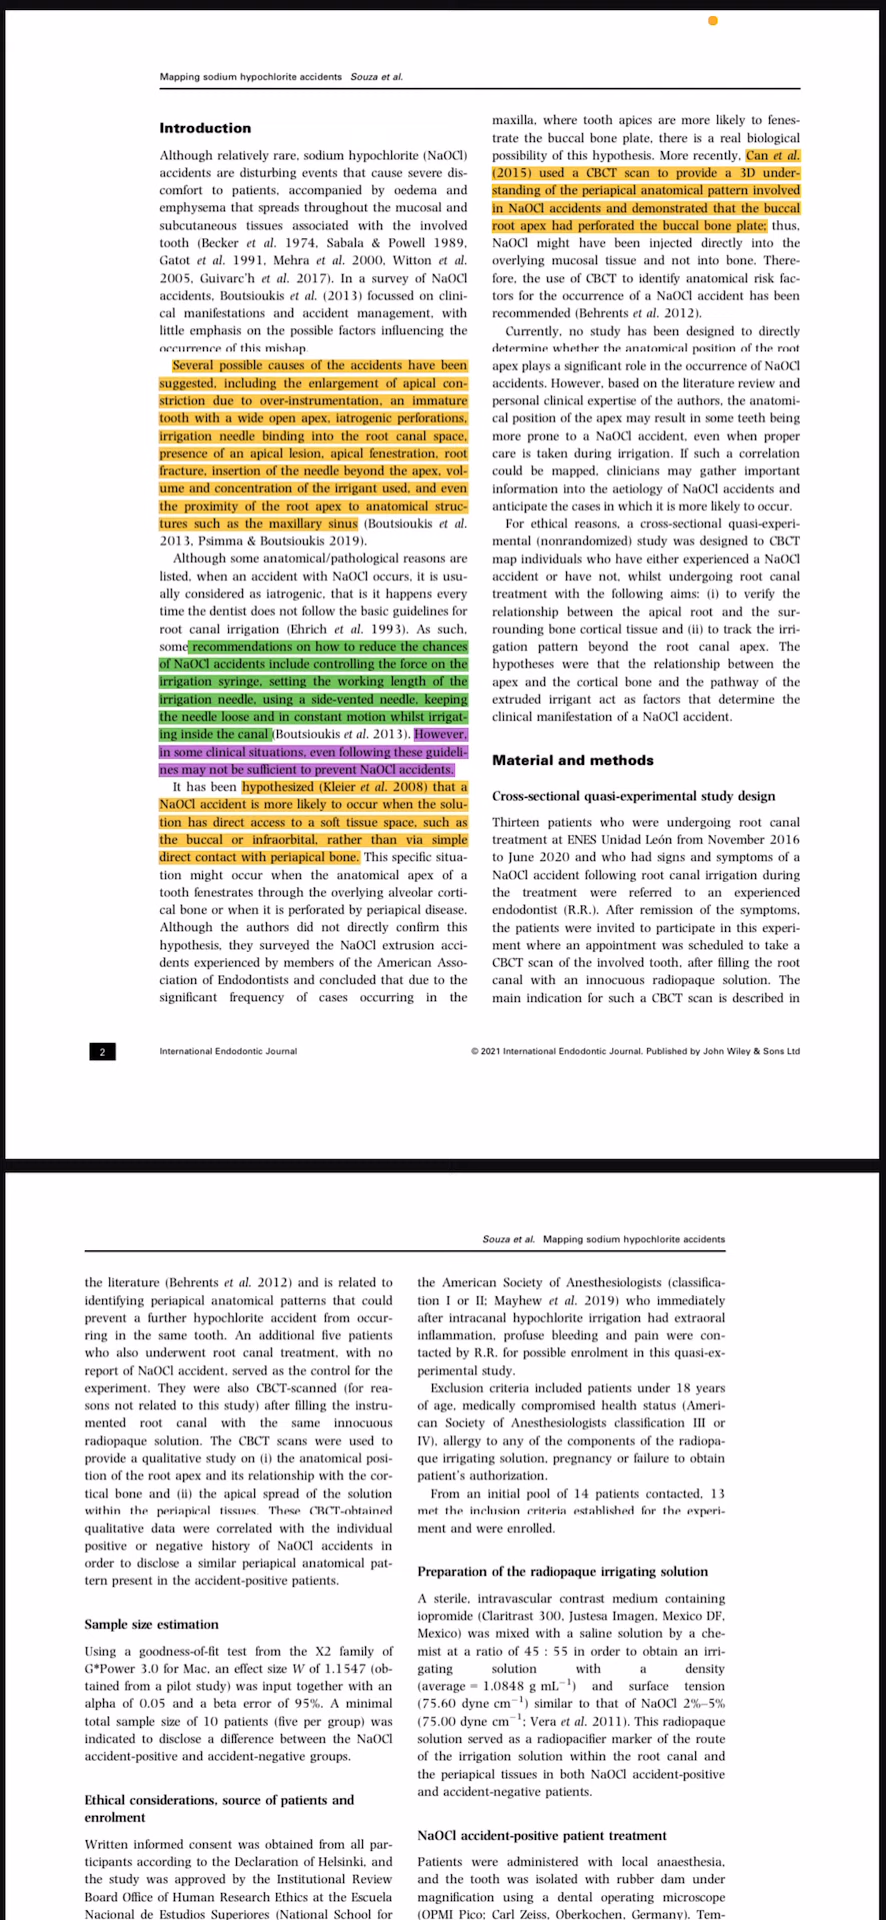 Mapping sodium hypochlorite accidents Souza et al.
Introduction
Although relatively rare, sodium hypochlorite (NaOCl)
accidents are disturbing events that cause severe dis-
comfort to patients, accompanied by oedema and
emphysema that spreads throughout the mucosal and
subcutaneous tissues associated with the involved
tooth (Becker et al. 1974, Sabala & Powell 1989,
Gatot et al. 1991, Mehra et al. 2000, Witton et al.
2005, Guivarc'h et al. 2017). In a survey of NaOCl
accidents, Boutsioukis et al. (2013) focussed on clini-
cal manifestations and accident management, with
little emphasis on the possible factors influencing the
occurrence of this mishap.
Several possible causes of the accidents have been
suggested, including the enlargement of apical con-
striction due to over-instrumentation, an immature
tooth with a wide open apex, iatrogenic perforations,
irrigation needle binding into the root canal space,
presence of an apical lesion, apical fenestration, root
fracture, insertion of the needle beyond the apex, vol-
ume and concentration of the irrigant used, and even
the proximity of the root apex to anatomical struc-
tures such as the maxillary sinus (Boutsioukis et al.
2013, Psimma & Boutsioukis 2019).
Although some anatomical/pathological reasons are
listed, when an accident with NaOCl occurs, it is usu-
ally considered as iatrogenic, that is it happens every
time the dentist does not follow the basic guidelines for
root canal irrigation (Ehrich et al. 1993). As such,
some recommendations on how to reduce the chances
of NaOCl accidents include controlling the force on the
irrigation syringe, setting the working length of the
irrigation needle, using a side-vented needle, keeping
the needle loose and in constant motion whilst irrigat-
ing inside the canal (Boutsioukis et al. 2013). However,
in some clinical situations, even following these guideli-
nes may not be sufficient to prevent NaOCl accidents.
It has been hypothesized (Kleier et al. 2008) that a
NaOCl accident is more likely to occur when the solu-
tion has direct access to a soft tissue space, such as
the buccal or infraorbital, rather than via simple
direct contact with periapical bone. This specific situa-
tion might occur when the anatomical apex of a
tooth fenestrates through the overlying alveolar corti-
cal bone or when it is perforated by periapical disease.
Although the authors did not directly confirm this
hypothesis, they surveyed the NaOCl extrusion acci-
dents experienced by members of the American Asso-
ciation of Endodontists and concluded that due to the
significant frequency of cases occurring in the
maxilla, where tooth apices are more likely to fenes-
trate the buccal bone plate, there is a real biological
possibility of this hypothesis. More recently, Can et al.
(2015) used a CBCT scan to provide a 3D under-
standing of the periapical anatomical pattern involved
in NaOCl accidents and demonstrated that the buccal
root apex had perforated the buccal bone plate; thus,
NaOCl might have been injected directly into the
overlying mucosal tissue and not into bone. There-
fore, the use of CBCT to identify anatomical risk fac-
tors for the occurrence of a NaOCl accident has been
recommended (Behrents et al. 2012).
Currently, no study has been designed to directly
determine whether the anatomical position of the root
apex plays a significant role in the occurrence of NaOCl
accidents. However, based on the literature review and
personal clinical expertise of the authors, the anatomi-
cal position of the apex may result in some teeth being
more prone to a NaOCl accident, even when proper
care is taken during irrigation. If such a correlation
could be mapped, clinicians may gather important
information into the aetiology of NaOCl accidents and
anticipate the cases in which it is more likely to occur.
For ethical reasons, a cross-sectional quasi-experi-
mental (nonrandomized) study was designed to CBCT
map individuals who have either experienced a NaOCl
accident or have not, whilst undergoing root canal
treatment with the following aims: (i) to verify the
relationship between the apical root and the sur-
rounding bone cortical tissue and (ii) to track the irri-
gation pattern beyond the root canal apex. The
hypotheses were that the relationship between the
apex and the cortical bone and the pathway of the
extruded irrigant act as factors that determine the
clinical manifestation of a NaOCl accident.
Material and methods
Cross-sectional quasi-experimental study design
Thirteen patients who were undergoing root canal
treatment at ENES Unidad León from November 2016
to June 2020 and who had signs and symptoms of a
NaOCl accident following root canal irrigation during
the treatment were referred to an experienced
endodontist (R.R.). After remission of the symptoms,
the patients were invited to participate in this experi-
ment where an appointment was scheduled to take a
CBCT scan of the involved tooth, after filling the root
canal with an innocuous radiopaque solution. The
main indication for such a CBCT scan is described in
2 International Endodontic Journal © 2021 International Endodontic Journal. Published by John Wiley & Sons Ltd
Souza et al. Mapping sodium hypochlorite accidents
the literature (Behrents et al. 2012) and is related to
identifying periapical anatomical patterns that could
prevent a further hypochlorite accident from occur-
ring in the same tooth. An additional five patients
who also underwent root canal treatment, with no
report of NaOCl accident, served as the control for the
experiment. They were also CBCT-scanned (for rea-
sons not related to this study) after filling the instru-
mented root canal with the same innocuous
radiopaque solution. The CBCT scans were used to
provide a qualitative study on (i) the anatomical posi-
tion of the root apex and its relationship with the cor-
tical bone and (ii) the apical spread of the solution
within the periapical tissues. These CBCT-obtained
qualitative data were correlated with the individual
positive or negative history of NaOCl accidents in
order to disclose a similar periapical anatomical pat-
tern present in the accident-positive patients.
Sample size estimation
Using a goodness-of-fit test from the X2 family of
G*Power 3.0 for Mac, an effect size W of 1.1547 (ob-
tained from a pilot study) was input together with an
alpha of 0.05 and a beta error of 95%. A minimal
total sample size of 10 patients (five per group) was
indicated to disclose a difference between the NaOCl
accident-positive and accident-negative groups.
Ethical considerations, source of patients and
enrolment
Written informed consent was obtained from all par-
ticipants according to the Declaration of Helsinki, and
the study was approved by the Institutional Review
Board Office of Human Research Ethics at the Escuela
Nacional de Estudios Superiores (National School for
the American Society of Anesthesiologists (classifica-
tion I or II; Mayhew et al. 2019) who immediately
after intracanal hypochlorite irrigation had extraoral
inflammation, profuse bleeding and pain were con-
tacted by R.R. for possible enrolment in this quasi-ex-
perimental study.
Exclusion criteria included patients under 18 years
of age, medically compromised health status (Ameri-
can Society of Anesthesiologists classification III or
IV), allergy to any of the components of the radiopa-
que irrigating solution, pregnancy or failure to obtain
patient's authorization.
From an initial pool of 14 patients contacted, 13
met the inclusion criteria established for the experi-
ment and were enrolled.
Preparation of the radiopaque irrigating solution
A sterile, intravascular contrast medium containing
iopromide (Claritrast 300, Justesa Imagen, Mexico DF,
Mexico) was mixed with a saline solution by a che-
mist at a ratio of 45 : 55 in order to obtain an irri-
gating solution with a density
(average = 1.0848 g mL⁻¹) and surface tension
(75.60 dyne cm⁻¹) similar to that of NaOCl 2%–5%
(75.00 dyne cm⁻¹; Vera et al. 2011). This radiopaque
solution served as a radiopacifier marker of the route
of the irrigation solution within the root canal and
the periapical tissues in both NaOCl accident-positive
and accident-negative patients.
NaOCl accident-positive patient treatment
Patients were administered with local anaesthesia,
and the tooth was isolated with rubber dam under
magnification using a dental operating microscope
(OPMI Pico; Carl Zeiss, Oberkochen, Germany). Tem-